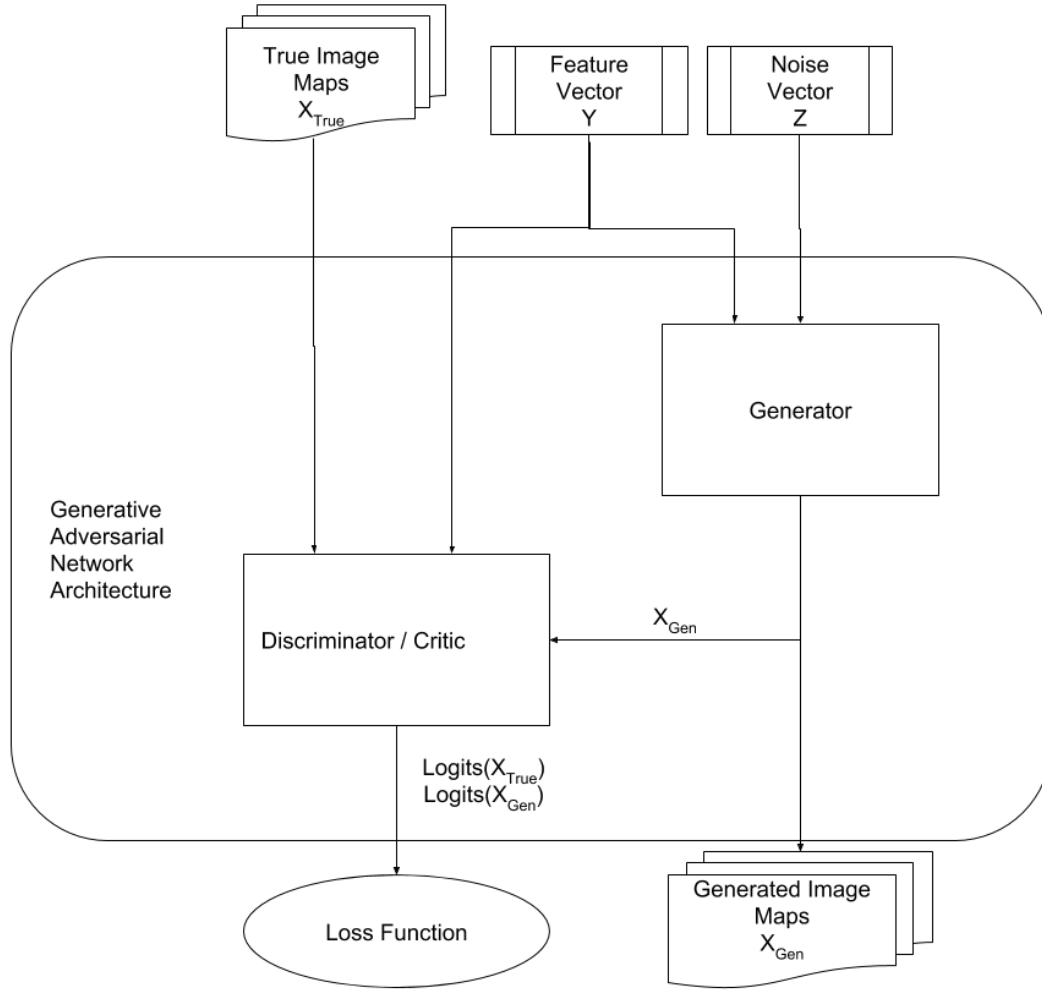 True Image
Maps
X_True
Feature
Vector
Y
Noise
Vector
Z
Generator
Generative
Adversarial
Network
Architecture
Discriminator / Critic
X_Gen
Logits(X_True)
Logits(X_Gen)
Loss Function
Generated Image
Maps
X_Gen